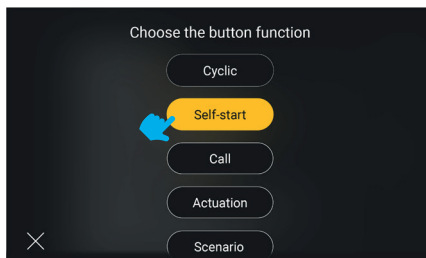 Choose the button function
Cyclic
Self-start
Call
Actuation
Scenario